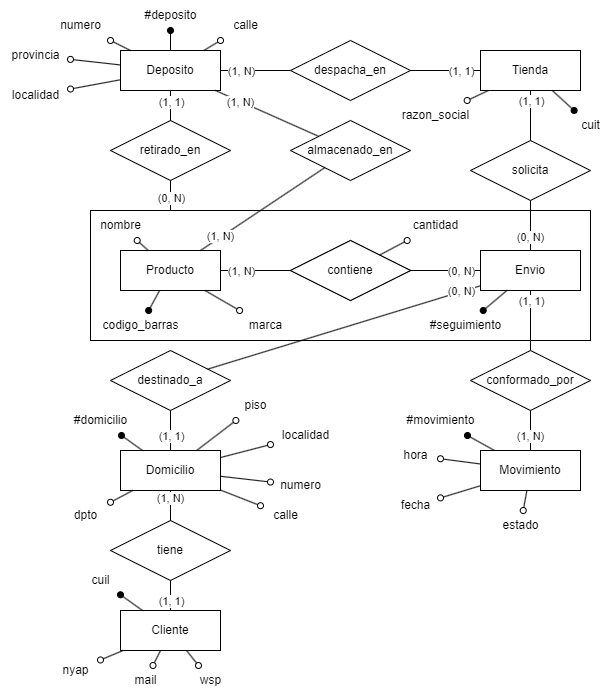 #deposito
numero
calle
provincia
Deposito
(1, N)
despacha_en
(1, 1)
Tienda
localidad
(1, 1)
(1, N)
razon_social
(1, 1)
cuit
retirado_en
almacenado_en
solicita
(0, N)
nombre
(1, N)
cantidad
(0, N)
Producto
(1, N)
contiene
(0, N)
Envio
(0, N)
(1, 1)
codigo_barras
marca
#seguimiento
destinado_a
conformado_por
piso
#domicilio
(1, 1)
localidad
#movimiento
(1, N)
hora
Domicilio
Movimiento
numero
(1, N)
dpto
calle
fecha
estado
tiene
cuil
(1, 1)
Cliente
nyap
mail
wsp